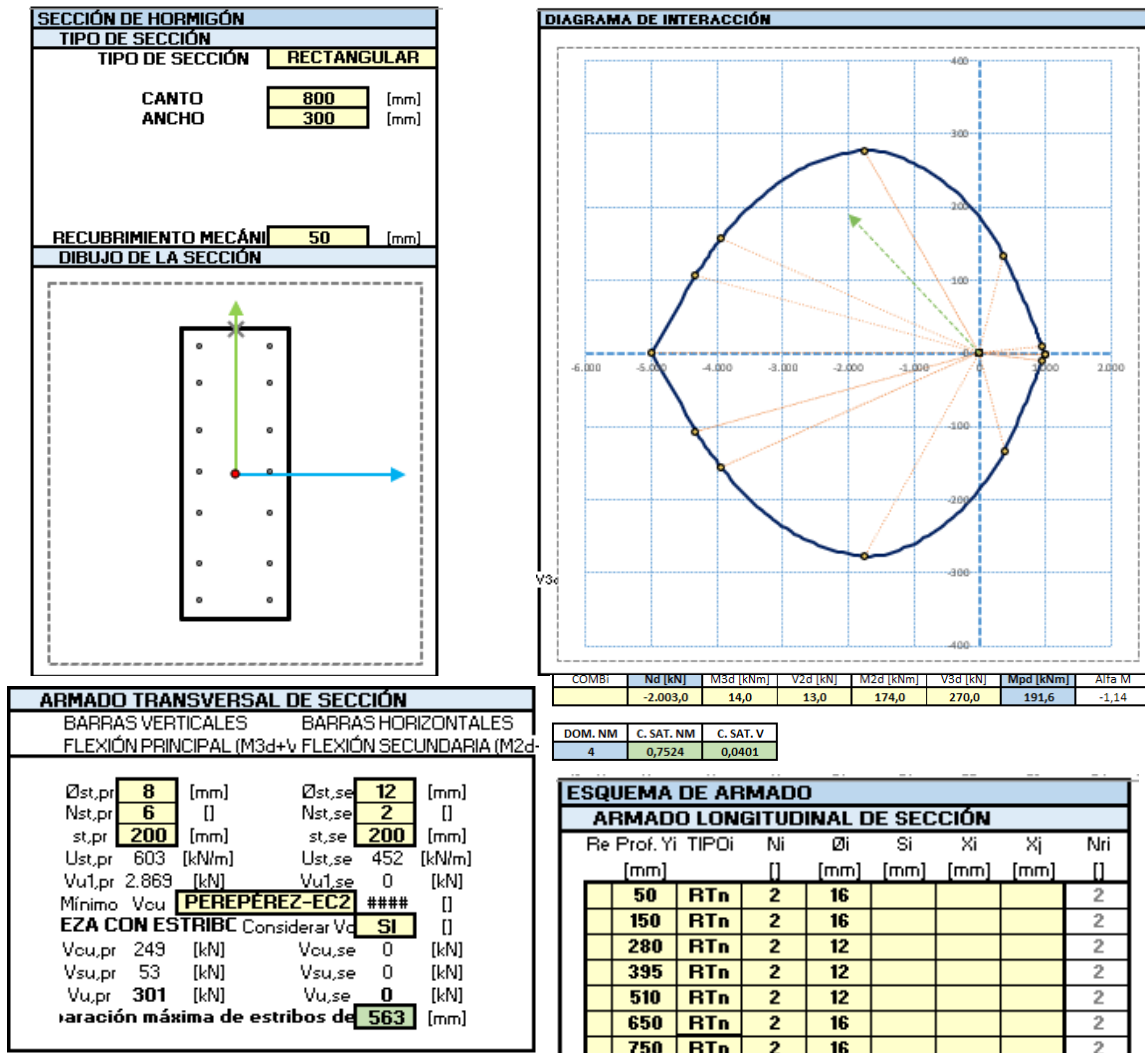 SECCIÓN DE HORMIGÓN
TIPO DE SECCIÓN
TIPO DE SECCIÓN RECTANGULAR
CANTO 800 [mm]
ANCHO 300 [mm]
RECUBRIMIENTO MECÁNI 50 [mm]
DIBUJO DE LA SECCIÓN
DIAGRAMA DE INTERACCIÓN
400
300
200
100
-6.000 -5.000 -4.000 -3.000 -2.000 -1.000 0 1.000 2.000
-100
-200
-300
-400
V3d
COMBi Nd [kN] M3d [kNm] V2d [kN] M2d [kNm] V3d [kN] Mpd [kNm] Alfa M
-2.003,0 14,0 13,0 174,0 270,0 191,6 -1,14
DOM. NM C. SAT. NM C. SAT. V
4 0,7524 0,0401
ARMADO TRANSVERSAL DE SECCIÓN
BARRAS VERTICALES BARRAS HORIZONTALES
FLEXIÓN PRINCIPAL (M3d+V FLEXIÓN SECUNDARIA (M2d-
Øst,pr 8 [mm] Øst,se 12 [mm]
Nst,pr 6 [] Nst,se 2 []
st,pr 200 [mm] st,se 200 [mm]
Ust,pr 603 [kN/m] Ust,se 452 [kN/m]
Vu1,pr 2.869 [kN] Vu1,se 0 [kN]
Mínimo Vcu PEREPÉREZ-EC2 #### []
EZA CON ESTRIBC Considerar Vc SI []
Vcu,pr 249 [kN] Vcu,se 0 [kN]
Vsu,pr 53 [kN] Vsu,se 0 [kN]
Vu,pr 301 [kN] Vu,se 0 [kN]
paración máxima de estribos de 563 [mm]
ESQUEMA DE ARMADO
ARMADO LONGITUDINAL DE SECCIÓN
Re Prof. Yi TIPOi Ni Øi Si Xi Xj Nri
[mm] [] [mm] [mm] [mm] [mm] []
50 RTn 2 16 2
150 RTn 2 16 2
280 RTn 2 12 2
395 RTn 2 12 2
510 RTn 2 12 2
650 RTn 2 16 2
750 RTn 2 16 2